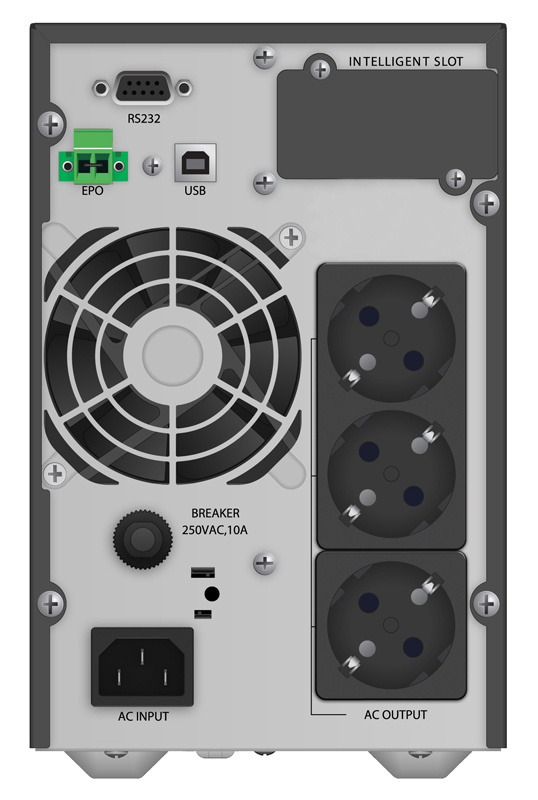 INTELLIGENT SLOT
RS232
EPO
USB
BREAKER
250VAC,10A
AC INPUT
AC OUTPUT